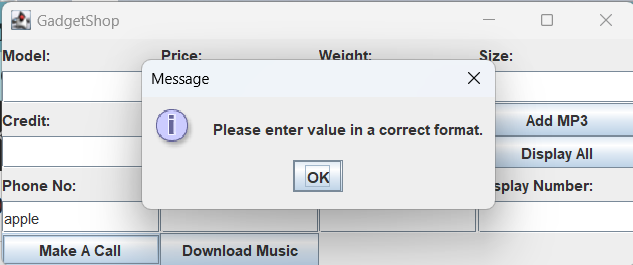 GadgetShop
Model: Price: Weight: Size:
Message
Please enter value in a correct format.
OK
Credit:
Add MP3
Display All
Phone No:
splay Number:
apple
Make A Call Download Music